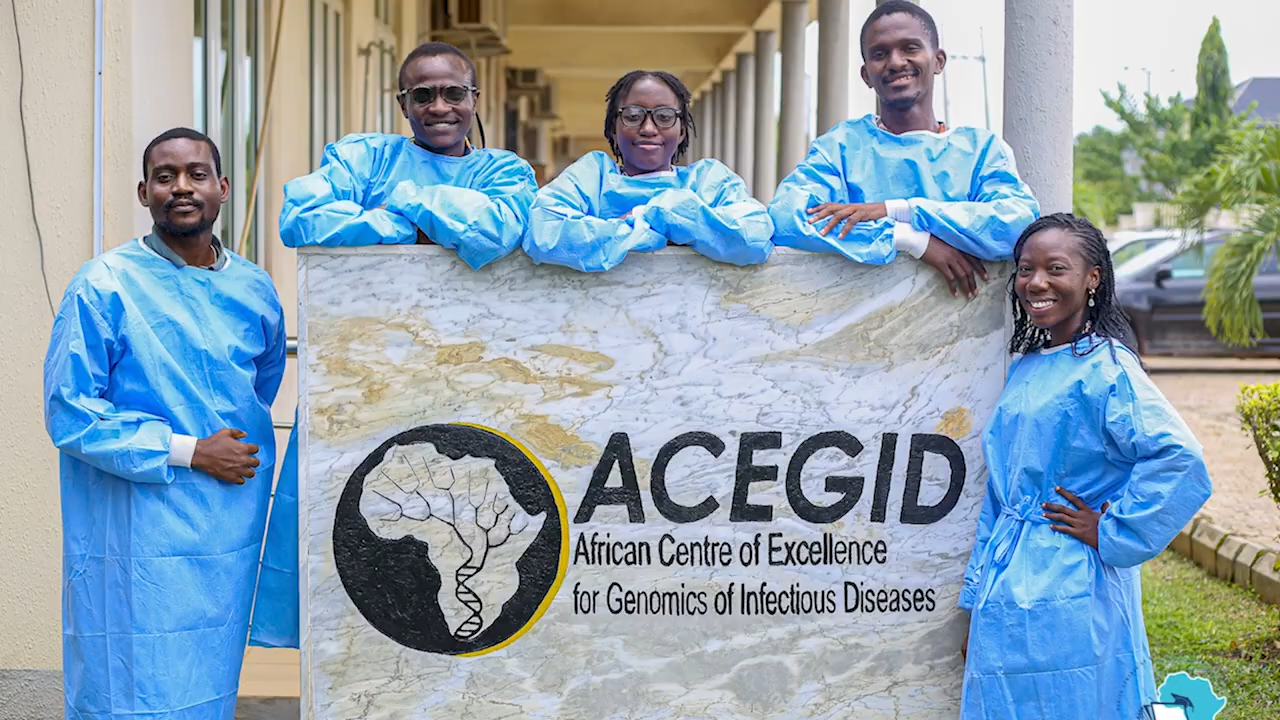 ACEGID
African Centre of Excellence
for Genomics of Infectious Diseases